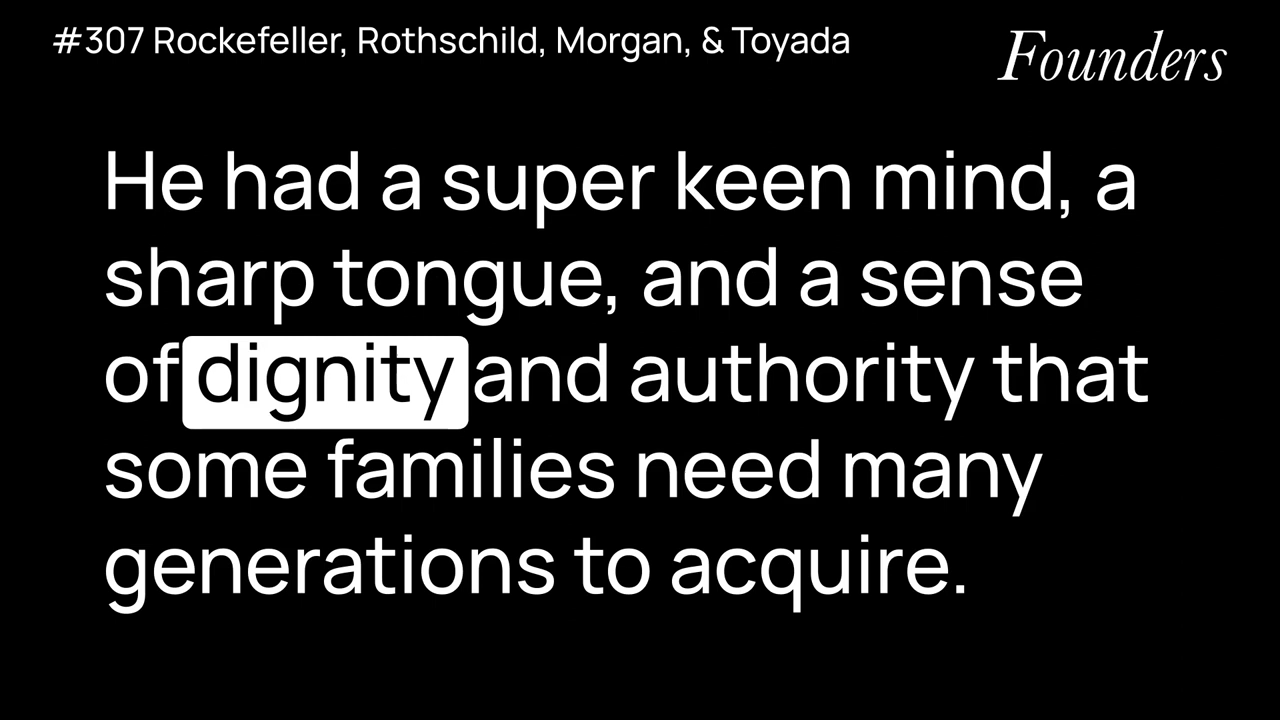 #307 Rockefeller, Rothschild, Morgan, & Toyada
Founders
He had a super keen mind, a
sharp tongue, and a sense
of dignity and authority that
some families need many
generations to acquire.